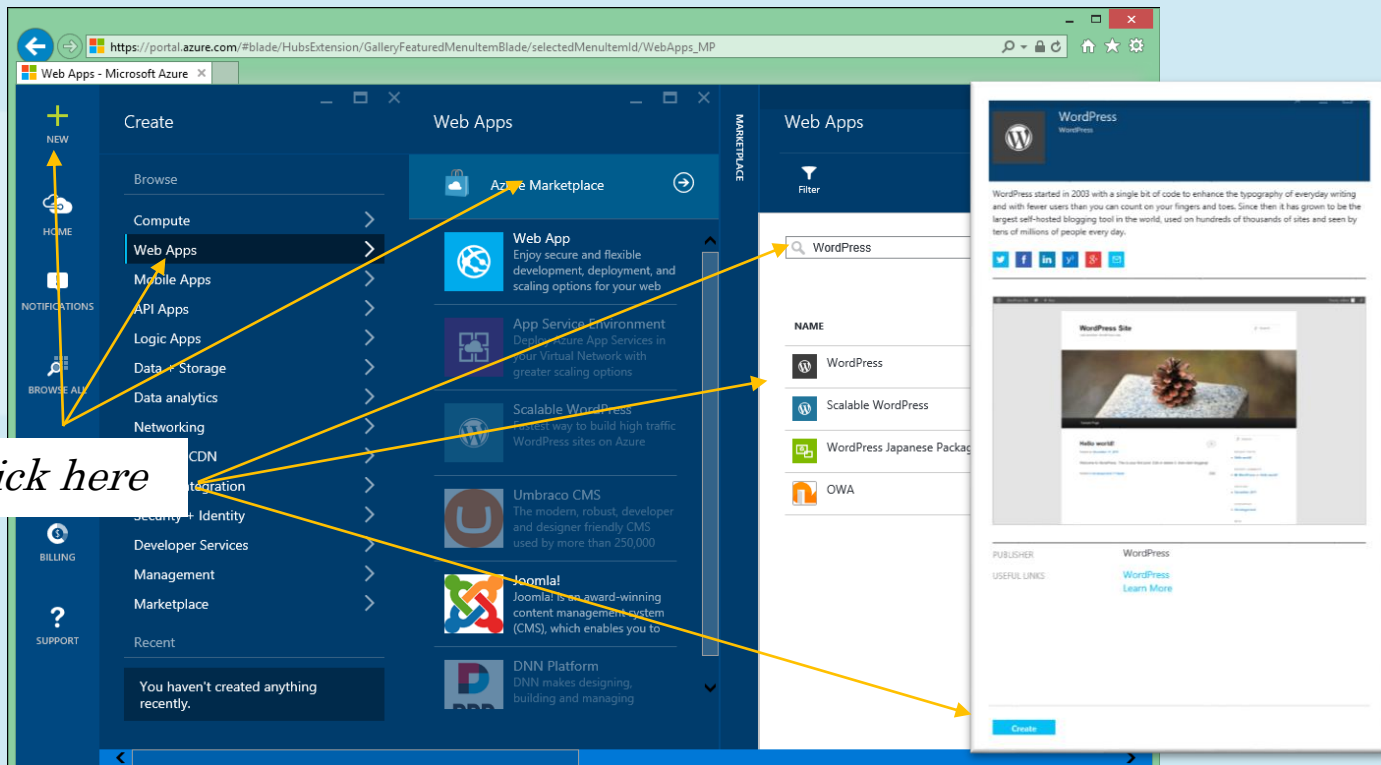 https://portal.azure.com/#blade/HubsExtension/GalleryFeaturedMenuItemBlade/selectedMenuItemId/WebApps_MP
Web Apps - Microsoft Azure
NEW
HOME
NOTIFICATIONS
BROWSE ALL
BILLING
SUPPORT
Create
Browse
Compute
Web Apps
Mobile Apps
API Apps
Logic Apps
Data + Storage
Data analytics
Networking
CDN
Integration
Security + Identity
Developer Services
Management
Marketplace
Recent
You haven't created anything
recently.
ick here
Web Apps
Azure Marketplace
Web App
Enjoy secure and flexible
development, deployment, and
scaling options for your web
App Service Environment
Deploy Azure App Services in
your Virtual Network with
greater scaling options
Scalable WordPress
Fastest way to build high traffic
WordPress sites on Azure
Umbraco CMS
The modern, robust, developer
and designer friendly CMS
used by more than 250,000
Joomla!
Joomla! is an award-winning
content management system
(CMS), which enables you to
DNN Platform
DNN makes designing,
building and managing
MARKETPLACE
Web Apps
Filter
WordPress
NAME
WordPress
Scalable WordPress
WordPress Japanese Packag
OWA
WordPress
WordPress
WordPress started in 2003 with a single bit of code to enhance the typography of everyday writing
and with fewer users than you can count on your fingers and toes. Since then it has grown to be the
largest self-hosted blogging tool in the world, used on hundreds of thousands of sites and seen by
tens of millions of people every day.
WordPress Site
Hello world!
PUBLISHER WordPress
USEFUL LINKS WordPress
Learn More
Create